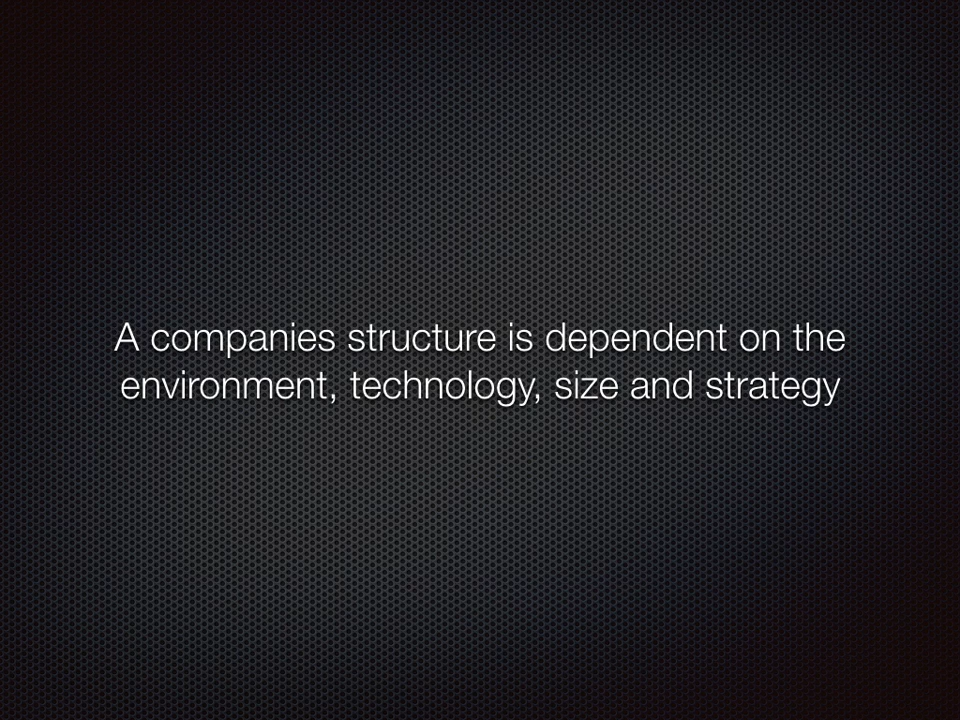 A companies structure is dependent on the
environment, technology, size and strategy